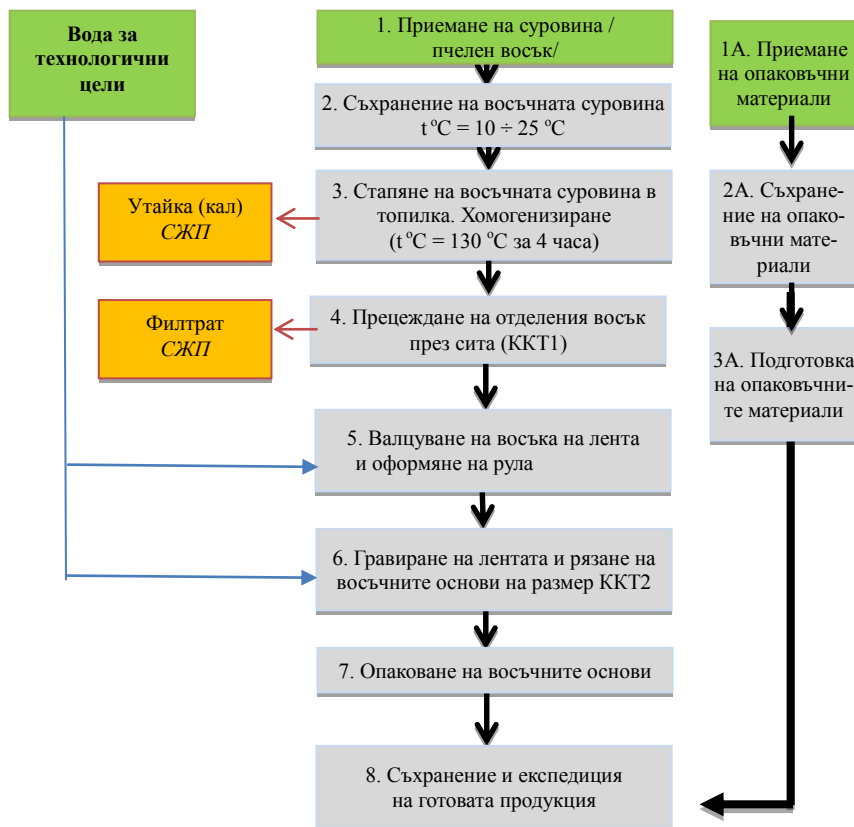 Вода за
технологични
цели
1. Приемане на суровина /
пчелен восък/
1А. Приемане
на опаковъчни
материали
2. Съхранение на восъчната суровина
t °C = 10 ÷ 25 °C
Утайка (кал)
СЖП
3. Стапяне на восъчната суровина в
топилка. Хомогенизиране
(t °C = 130 °C за 4 часа)
2А. Съхране-
ние на опако-
въчни мате-
риали
Филтрат
СЖП
4. Прецеждане на отделения восък
през сита (ККТ1)
3А. Подготовка
на опаковъчни-
те материали
5. Валцуване на восъка на лента
и оформяне на рула
6. Гравиране на лентата и рязане на
восъчните основи на размер ККТ2
7. Опаковане на восъчните основи
8. Съхранение и експедиция
на готовата продукция